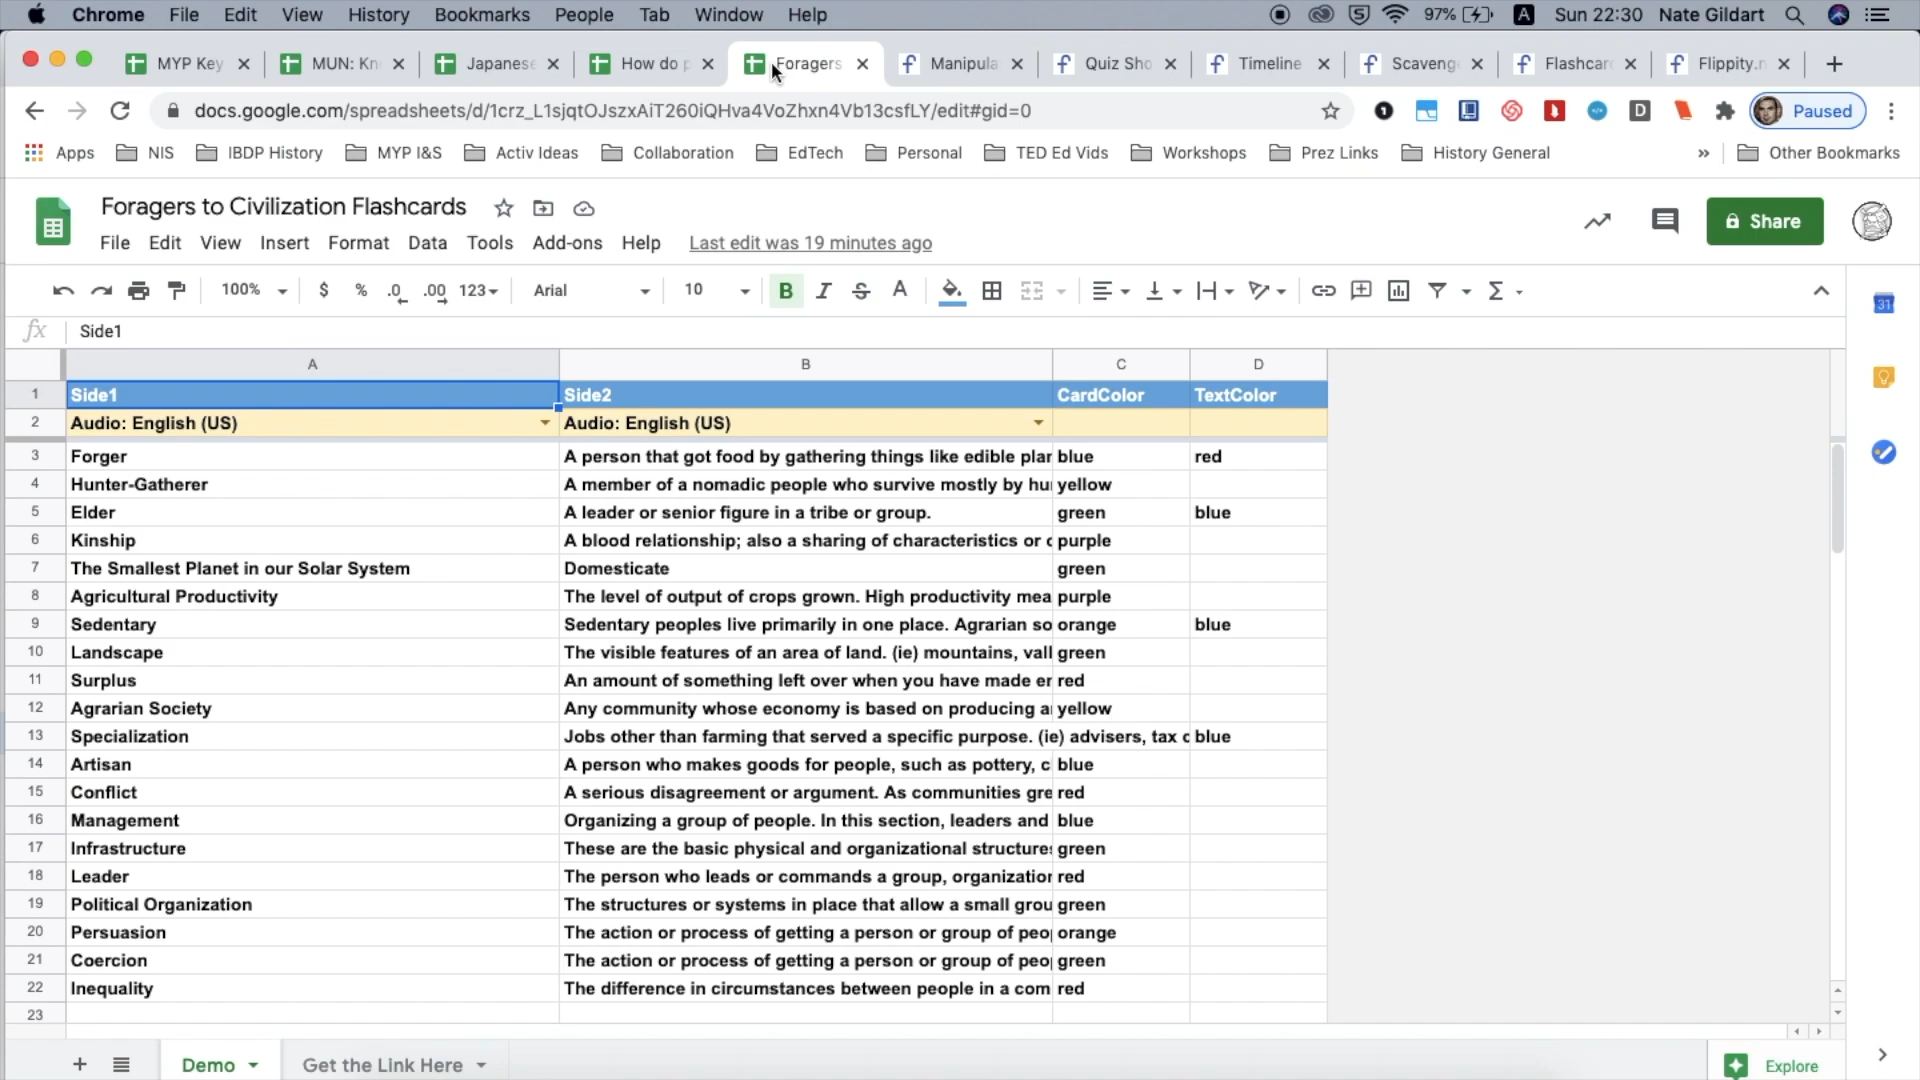 Chrome File Edit View History Bookmarks People Tab Window Help 97% A Sun 22:30 Nate Gildart
MYP Key MUN: Kn Japanese How do p Foragers Manipula Quiz Sho Timeline Scavenge Flashcar Flippity.n
docs.google.com/spreadsheets/d/1crz_L1sjqtOJszxAiT260iQHva4VoZhxn4Vb13csfLY/edit#gid=0 Paused
Apps NIS IBDP History MYP I&S Activ Ideas Collaboration EdTech Personal TED Ed Vids Workshops Prez Links History General » Other Bookmarks
Foragers to Civilization Flashcards
Share
File Edit View Insert Format Data Tools Add-ons Help Last edit was 19 minutes ago
100% $ % .0 .00 123 Arial 10 B I S A Σ
fx Side1
A B C D
1 Side1 Side2 CardColor TextColor
2 Audio: English (US) Audio: English (US)
3 Forger A person that got food by gathering things like edible plan blue red
4 Hunter-Gatherer A member of a nomadic people who survive mostly by hu yellow
5 Elder A leader or senior figure in a tribe or group. green blue
6 Kinship A blood relationship; also a sharing of characteristics or o purple
7 The Smallest Planet in our Solar System Domesticate green
8 Agricultural Productivity The level of output of crops grown. High productivity mea purple
9 Sedentary Sedentary peoples live primarily in one place. Agrarian so orange blue
10 Landscape The visible features of an area of land. (ie) mountains, vall green
11 Surplus An amount of something left over when you have made en red
12 Agrarian Society Any community whose economy is based on producing a yellow
13 Specialization Jobs other than farming that served a specific purpose. (ie) advisers, tax c blue
14 Artisan A person who makes goods for people, such as pottery, c blue
15 Conflict A serious disagreement or argument. As communities gre red
16 Management Organizing a group of people. In this section, leaders and blue
17 Infrastructure These are the basic physical and organizational structures green
18 Leader The person who leads or commands a group, organization red
19 Political Organization The structures or systems in place that allow a small grou green
20 Persuasion The action or process of getting a person or group of peop orange
21 Coercion The action or process of getting a person or group of peop green
22 Inequality The difference in circumstances between people in a com red
23
Demo Get the Link Here Explore